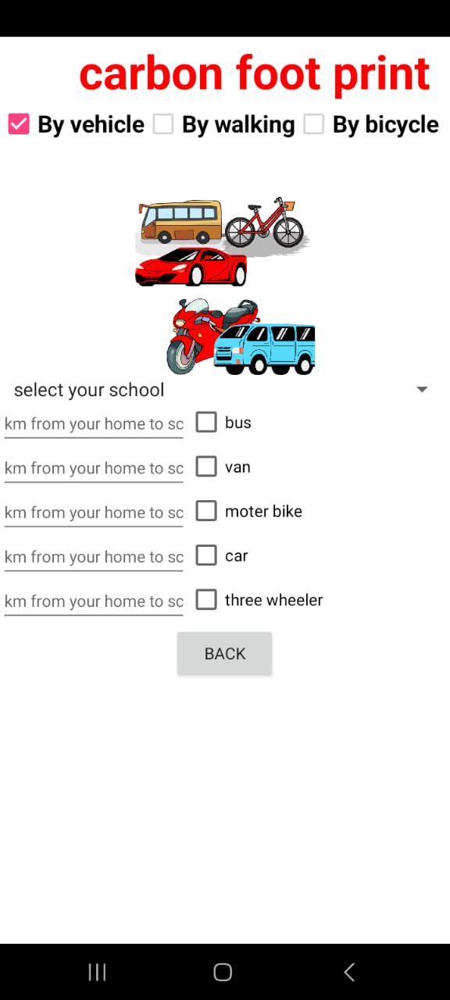 carbon foot print
By vehicle By walking By bicycle
select your school
km from your home to sc bus
km from your home to sc van
km from your home to sc moter bike
km from your home to sc car
km from your home to sc three wheeler
BACK